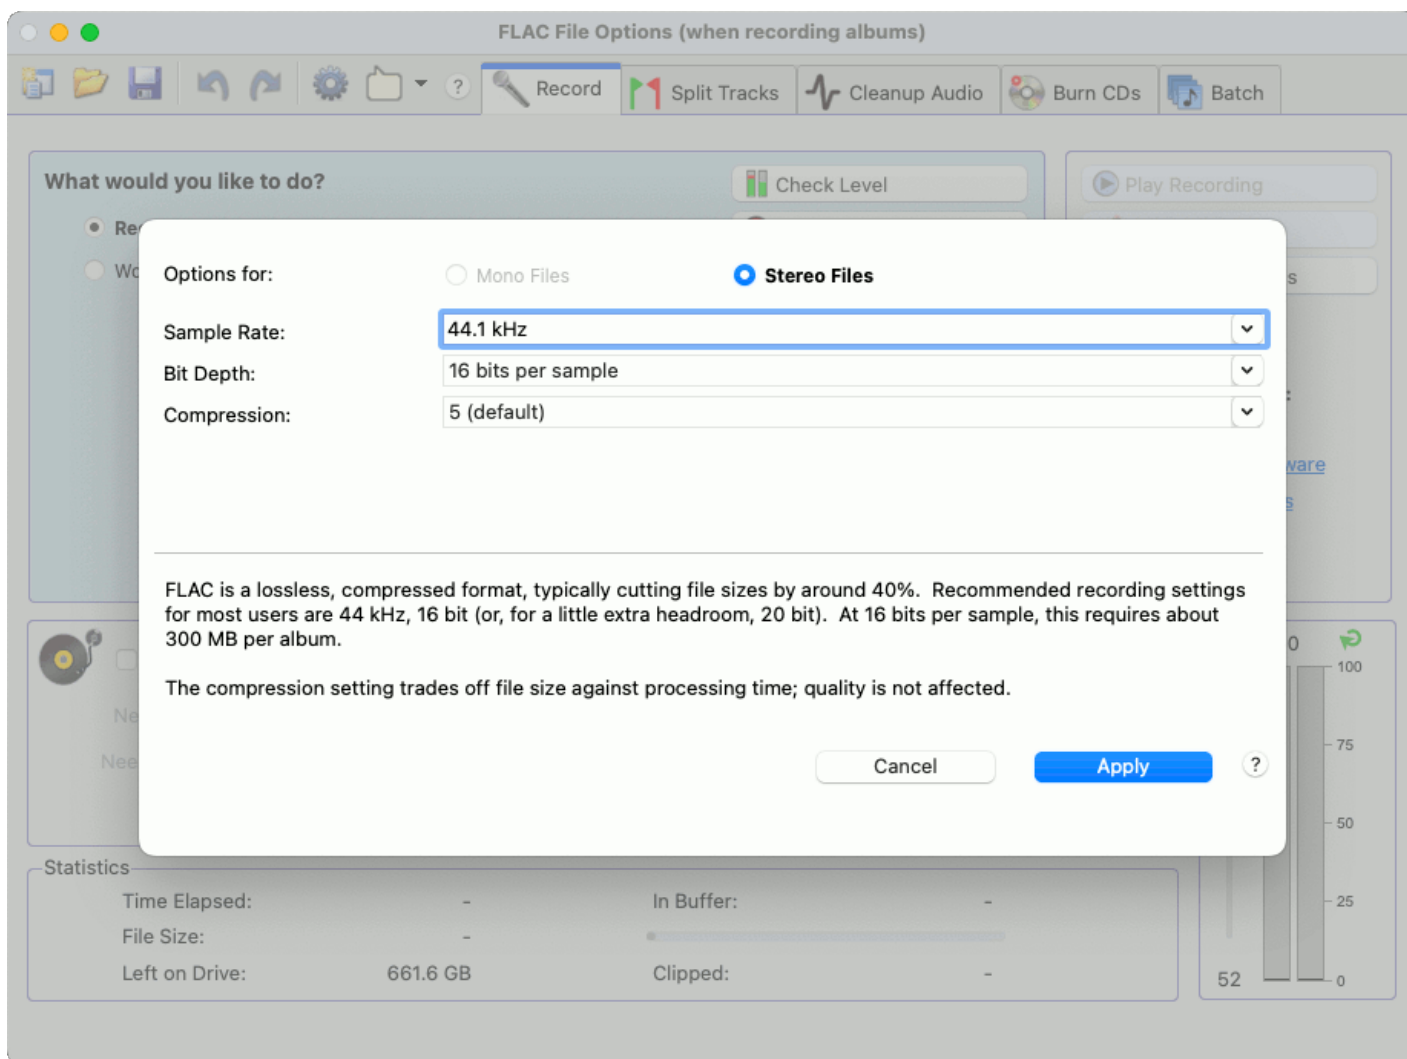 FLAC File Options (when recording albums)
?
Record
Split Tracks
Cleanup Audio
Burn CDs
Batch
What would you like to do?
Check Level
Play Recording
Re
Wo
s
Options for:
Mono Files
Stereo Files
Sample Rate:
44.1 kHz
Bit Depth:
16 bits per sample
Compression:
5 (default)
:
ware
s
FLAC is a lossless, compressed format, typically cutting file sizes by around 40%. Recommended recording settings
for most users are 44 kHz, 16 bit (or, for a little extra headroom, 20 bit). At 16 bits per sample, this requires about
300 MB per album.
The compression setting trades off file size against processing time; quality is not affected.
Ne
Nee
Cancel
Apply
?
0
100
75
50
25
0
52
Statistics
Time Elapsed:
-
In Buffer:
-
File Size:
-
Left on Drive:
661.6 GB
Clipped:
-